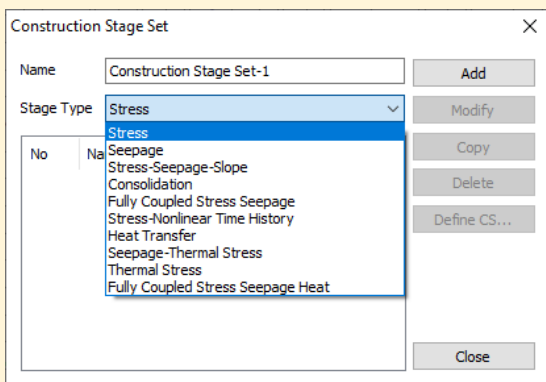 Construction Stage Set
Name Construction Stage Set-1 Add
Stage Type Stress Modify
Stress
No Na Seepage Copy
Stress-Seepage-Slope
Consolidation Delete
Fully Coupled Stress Seepage
Stress-Nonlinear Time History Define CS...
Heat Transfer
Seepage-Thermal Stress
Thermal Stress
Fully Coupled Stress Seepage Heat
Close